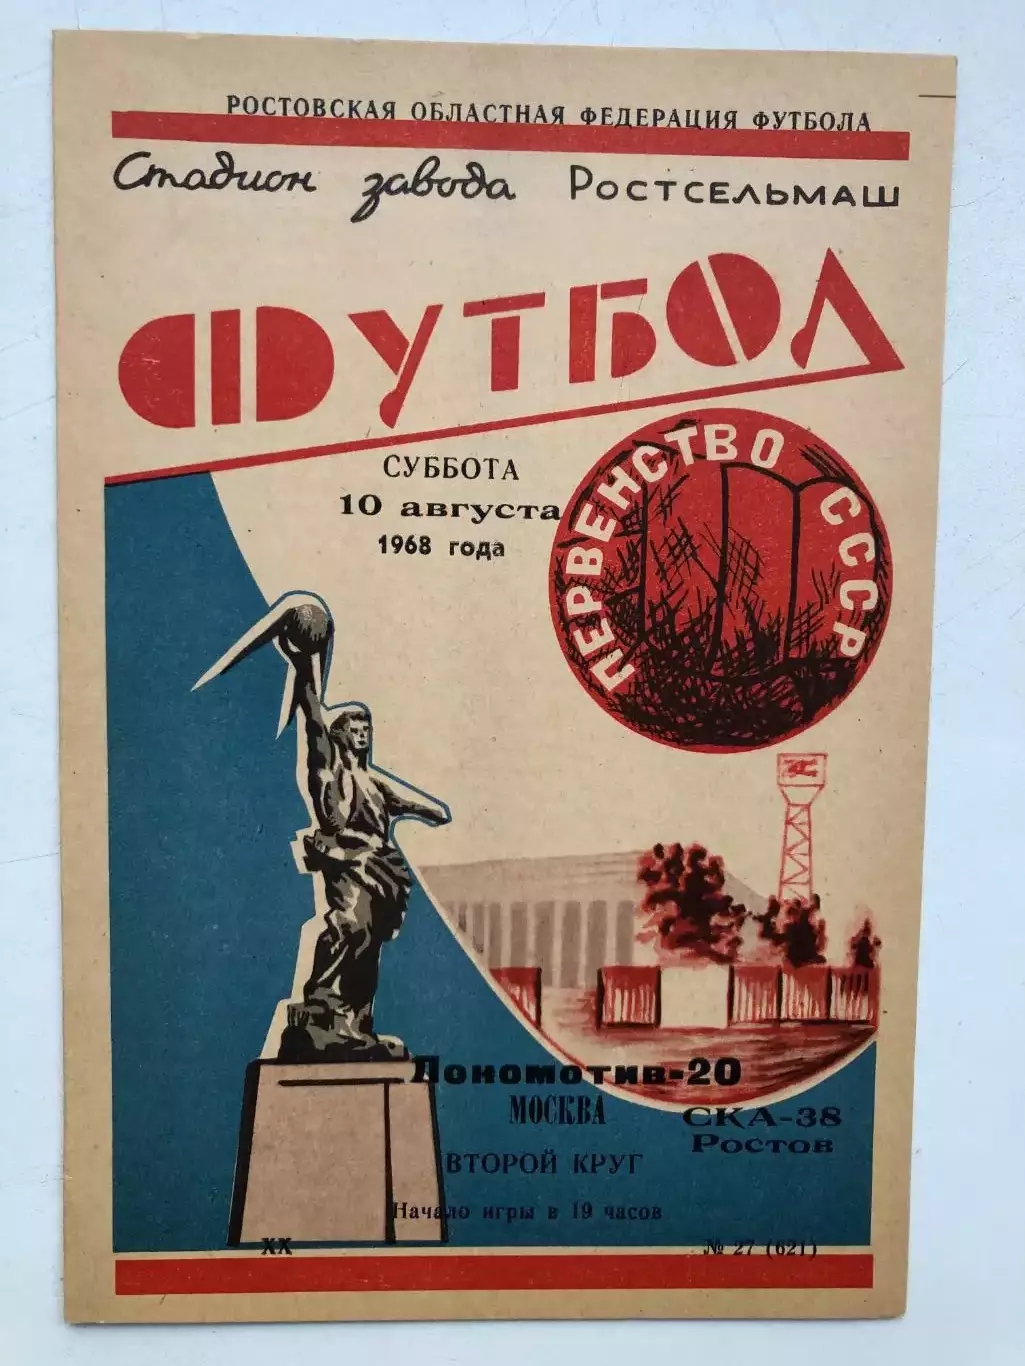 РОСТОВСКАЯ ОБЛАСТНАЯ ФЕДЕРАЦИЯ ФУТБОЛА
Стадион завода РОСТСЕЛЬМАШ
ФУТБОЛ
ПЕРВЕНСТВО СССР
СУББОТА
10 августа
1968 года
Локомотив-20
МОСКВА
СКА-38
Ростов
ВТОРОЙ КРУГ
Начало игры в 19 часов
XX
№ 27 (621)